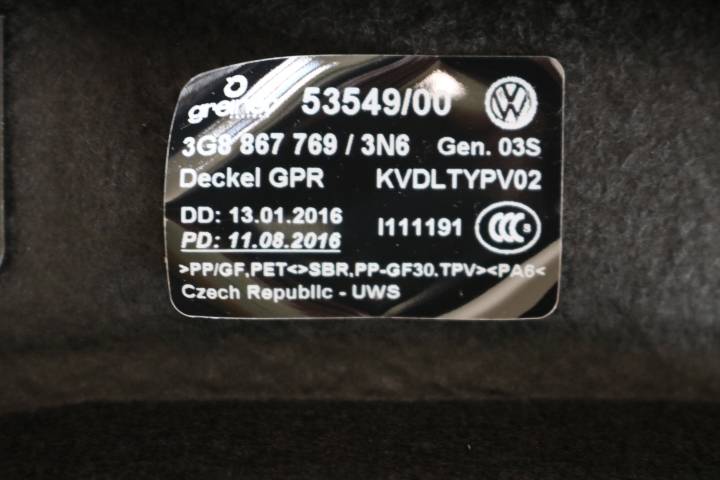 greiner 53549/00
3G8 867 769 / 3N6 Gen. 03S
Deckel GPR KVDLTYPV02
DD: 13.01.2016
PD: 11.08.2016
I111191 CCC S
>PP/GF,PET<>SBR,PP-GF30,TPV><PA6<
Czech Republic - UWS